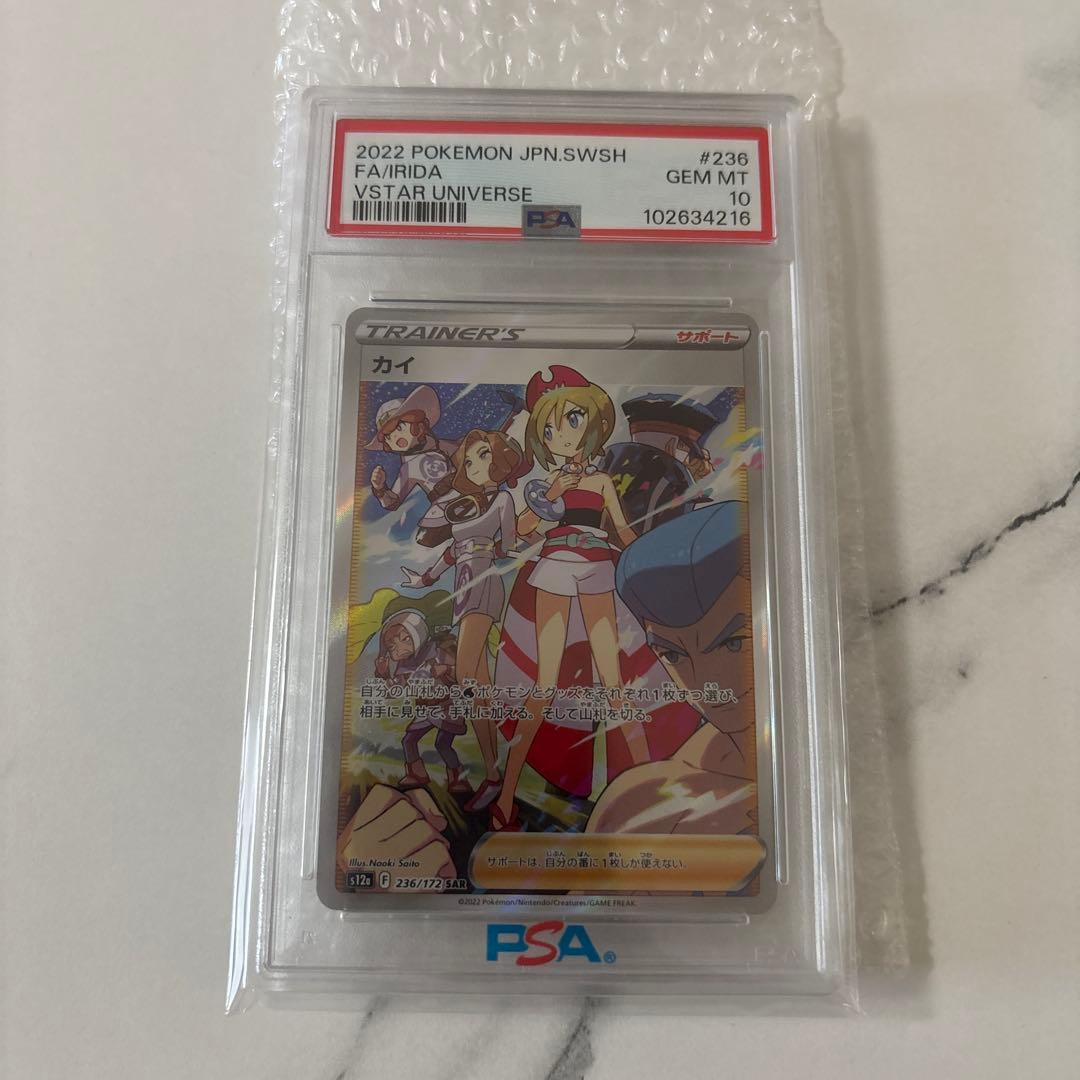 2022 POKEMON JPN.SWSH #236
FA/IRIDA GEM MT
VSTAR UNIVERSE 10
PSA 102634216
TRAINER'S サポート
カイ
自分の山札から ポケモンとグッズをそれぞれ1枚ずつ選び、
相手に見せて、手札に加える。そして山札を切る。
Illus. Naoki Saito
サポートは、自分の番に1枚しか使えない。
s12a F 236/172 SAR
©2022 Pokémon/Nintendo/Creatures/GAME FREAK.
PSA®